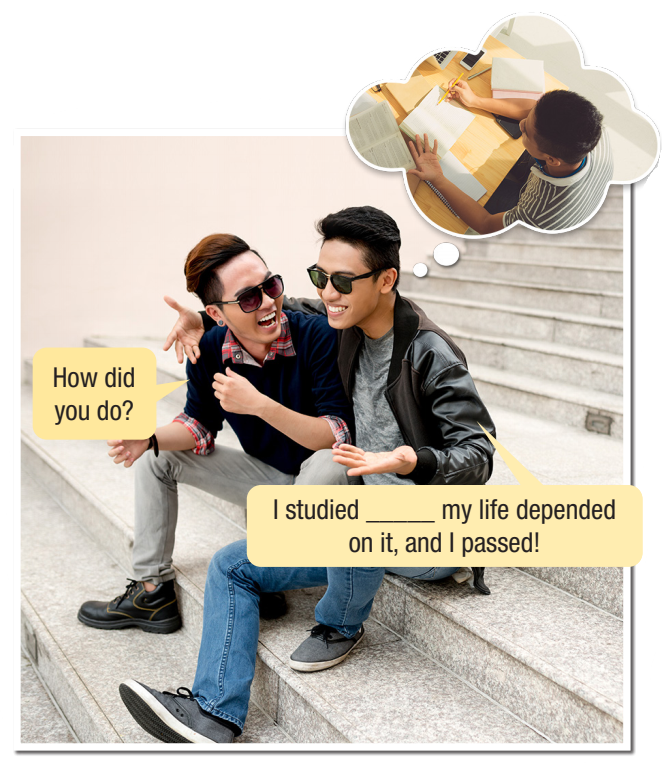 How did
you do?
I studied _____ my life depended
on it, and I passed!